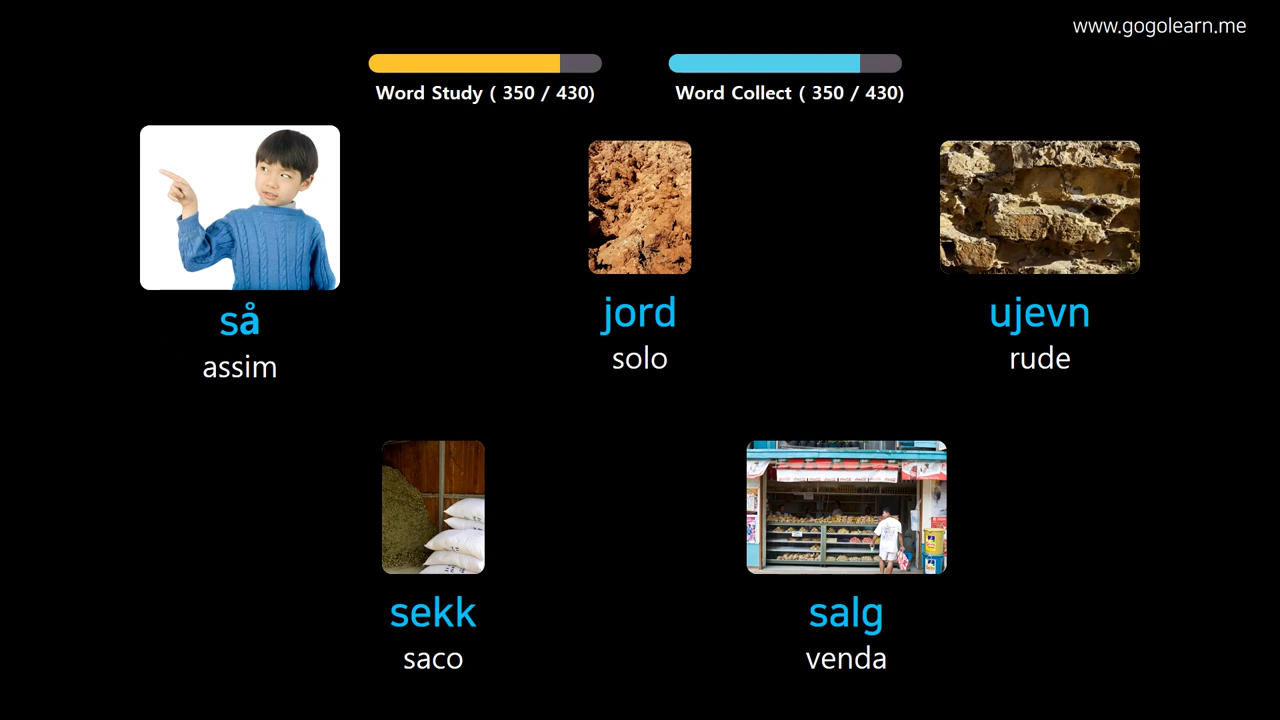 www.gogolearn.me
Word Study ( 350 / 430)
Word Collect ( 350 / 430)
så
assim
jord
solo
ujevn
rude
sekk
saco
salg
venda